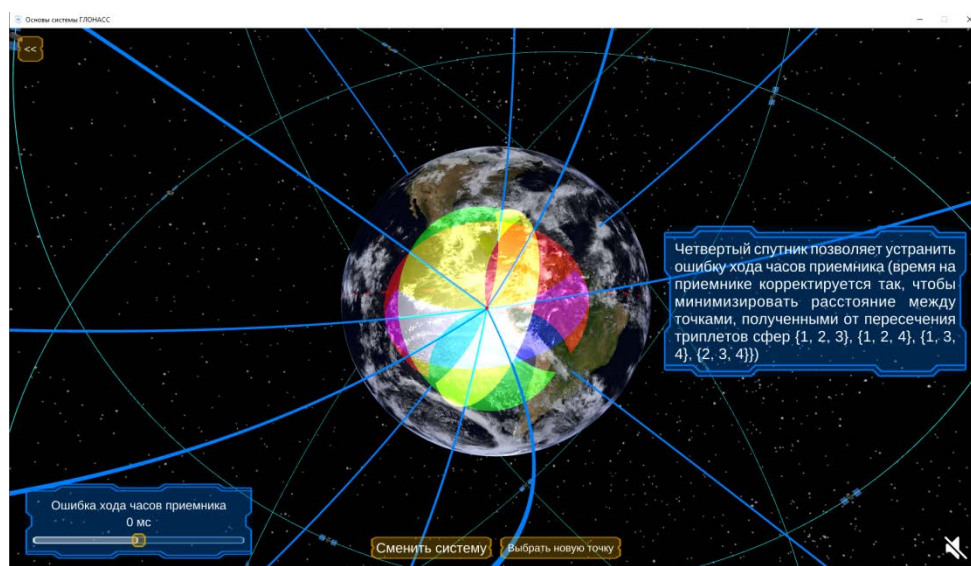 Основы системы ГЛОНАСС
<<
Четвертый спутник позволяет устранить
ошибку хода часов приемника (время на
приемнике корректируется так, чтобы
минимизировать расстояние между
точками, полученными от пересечения
триплетов сфер {1, 2, 3}, {1, 2, 4}, {1, 3,
4}, {2, 3, 4}})
Ошибка хода часов приемника
0 мс
Сменить систему
Выбрать новую точку